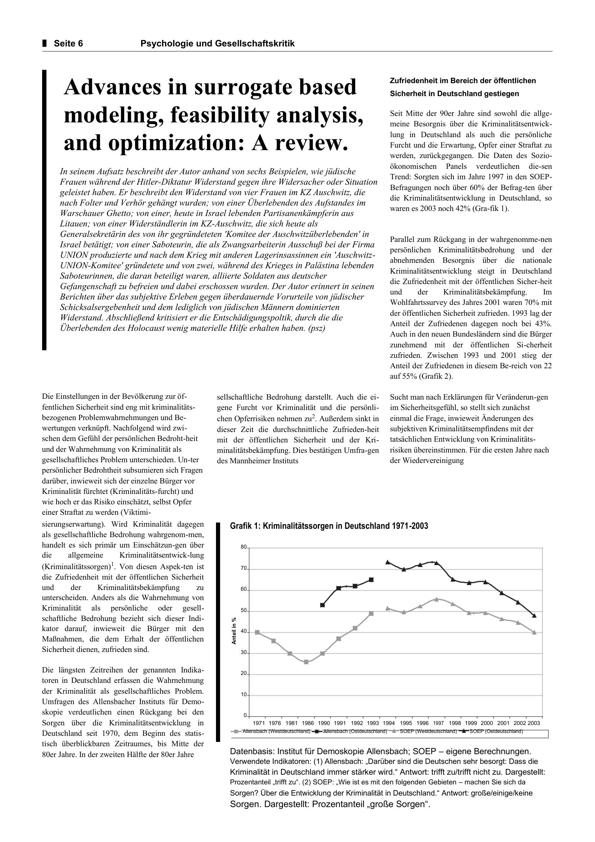 Seite 6
Psychologie und Gesellschaftskritik
Advances in surrogate based
modeling, feasibility analysis,
and optimization: A review.
In seinem Aufsatz beschreibt der Autor anhand von sechs Beispielen, wie jüdische
Frauen während der Hitler-Diktatur Widerstand gegen ihre Widersacher oder Situation
geleistet haben. Er beschreibt den Widerstand von vier Frauen im KZ Auschwitz, die
nach Folter und Verhör gehängt wurden; von einer Überlebenden des Aufstandes im
Warschauer Ghetto; von einer, heute in Israel lebenden Partisanenkämpferin aus
Litauen; von einer Widerständlerin im KZ-Auschwitz, die sich heute als
Generalsekretärin des von ihr gegründeteten 'Komitee der Auschwitzüberlebenden' in
Israel betätigt; von einer Saboteurin, die als Zwangsarbeiterin Ausschuß bei der Firma
UNION produzierte und nach dem Krieg mit anderen Lagerinsassinnen ein 'Auschwitz-
UNION-Komitee' gründetete und von zwei, während des Krieges in Palästina lebenden
Saboteurinnen, die daran beteiligt waren, alliierte Soldaten aus deutscher
Gefangenschaft zu befreien und dabei erschossen wurden. Der Autor erinnert in seinen
Berichten über das subjektive Erleben gegen überdauernde Vorurteile von jüdischer
Schicksalsergebenheit und dem lediglich von jüdischen Männern dominierten
Widerstand. Abschließend kritisiert er die Entschädigungspoltik, durch die die
Überlebenden des Holocaust wenig materielle Hilfe erhalten haben. (psz)
Zufriedenheit im Bereich der öffentlichen
Sicherheit in Deutschland gestiegen
Seit Mitte der 90er Jahre sind sowohl die allge-
meine Besorgnis über die Kriminalitätsentwick-
lung in Deutschland als auch die persönliche
Furcht und die Erwartung, Opfer einer Straftat zu
werden, zurückgegangen. Die Daten des Sozio-
ökonomischen Panels verdeutlichen die-sen
Trend: Sorgten sich im Jahre 1997 in den SOEP-
Befragungen noch über 60% der Befrag-ten über
die Kriminalitätsentwicklung in Deutschland, so
waren es 2003 noch 42% (Gra-fik 1).
Parallel zum Rückgang in der wahrgenomme-nen
persönlichen Kriminalitätsbedrohung und der
abnehmenden Besorgnis über die nationale
Kriminalitätsentwicklung steigt in Deutschland
die Zufriedenheit mit der öffentlichen Sicher-heit
und der Kriminalitätsbekämpfung. Im
Wohlfahrtssurvey des Jahres 2001 waren 70% mit
der öffentlichen Sicherheit zufrieden. 1993 lag der
Anteil der Zufriedenen dagegen noch bei 43%.
Auch in den neuen Bundesländern sind die Bürger
zunehmend mit der öffentlichen Si-cherheit
zufrieden. Zwischen 1993 und 2001 stieg der
Anteil der Zufriedenen in diesem Be-reich von 22
auf 55% (Grafik 2).
Die Einstellungen in der Bevölkerung zur öf-
fentlichen Sicherheit sind eng mit kriminalitäts-
bezogenen Problemwahrnehmungen und Be-
wertungen verknüpft. Nachfolgend wird zwi-
schen dem Gefühl der persönlichen Bedroht-heit
und der Wahrnehmung von Kriminalität als
gesellschaftliches Problem unterschieden. Un-ter
persönlicher Bedrohtheit subsumieren sich Fragen
darüber, inwieweit sich der einzelne Bürger vor
Kriminalität fürchtet (Kriminalitäts-furcht) und
wie hoch er das Risiko einschätzt, selbst Opfer
einer Straftat zu werden (Viktimi-
sierungserwartung). Wird Kriminalität dagegen
als gesellschaftliche Bedrohung wahrgenom-men,
handelt es sich primär um Einschätzun-gen über
die allgemeine Kriminalitätsentwick-lung
(Kriminalitätssorgen)1. Von diesen Aspek-ten ist
die Zufriedenheit mit der öffentlichen Sicherheit
und der Kriminalitätsbekämpfung zu
unterscheiden. Anders als die Wahrnehmung von
Kriminalität als persönliche oder gesell-
schaftliche Bedrohung bezieht sich dieser Indi-
kator darauf, inwieweit die Bürger mit den
Maßnahmen, die dem Erhalt der öffentlichen
Sicherheit dienen, zufrieden sind.
Die längsten Zeitreihen der genannten Indika-
toren in Deutschland erfassen die Wahrnehmung
der Kriminalität als gesellschaftliches Problem.
Umfragen des Allensbacher Instituts für Demo-
skopie verdeutlichen einen Rückgang bei den
Sorgen über die Kriminalitätsentwicklung in
Deutschland seit 1970, dem Beginn des statis-
tisch überblickbaren Zeitraumes, bis Mitte der
80er Jahre. In der zweiten Hälfte der 80er Jahre
sellschaftliche Bedrohung darstellt. Auch die ei-
gene Furcht vor Kriminalität und die persönli-
chen Opferrisiken nehmen zu2. Außerdem sinkt in
dieser Zeit die durchschnittliche Zufrieden-heit
mit der öffentlichen Sicherheit und der Kri-
minalitätsbekämpfung. Dies bestätigen Umfra-gen
des Mannheimer Instituts
Sucht man nach Erklärungen für Veränderun-gen
im Sicherheitsgefühl, so stellt sich zunächst
einmal die Frage, inwieweit Änderungen des
subjektiven Kriminalitätsempfindens mit der
tatsächlichen Entwicklung von Kriminalitäts-
risiken übereinstimmen. Für die ersten Jahre nach
der Wiedervereinigung
Grafik 1: Kriminalitätssorgen in Deutschland 1971-2003
80
70
60
50
40
30
20
10
0
Anteil in %
1971 1976 1981 1986 1990 1991 1992 1993 1994 1995 1996 1997 1998 1999 2000 2001 2002 2003
Allensbach (Westdeutschland) Allensbach (Ostdeutschland) SOEP (Westdeutschland) SOEP (Ostdeutschland)
Datenbasis: Institut für Demoskopie Allensbach; SOEP – eigene Berechnungen.
Verwendete Indikatoren: (1) Allensbach: „Darüber sind die Deutschen sehr besorgt: Dass die
Kriminalität in Deutschland immer stärker wird.“ Antwort: trifft zu/trifft nicht zu. Dargestellt:
Prozentanteil „trifft zu“. (2) SOEP: „Wie ist es mit den folgenden Gebieten – machen Sie sich da
Sorgen? Über die Entwicklung der Kriminalität in Deutschland.“ Antwort: große/einige/keine
Sorgen. Dargestellt: Prozentanteil „große Sorgen“.